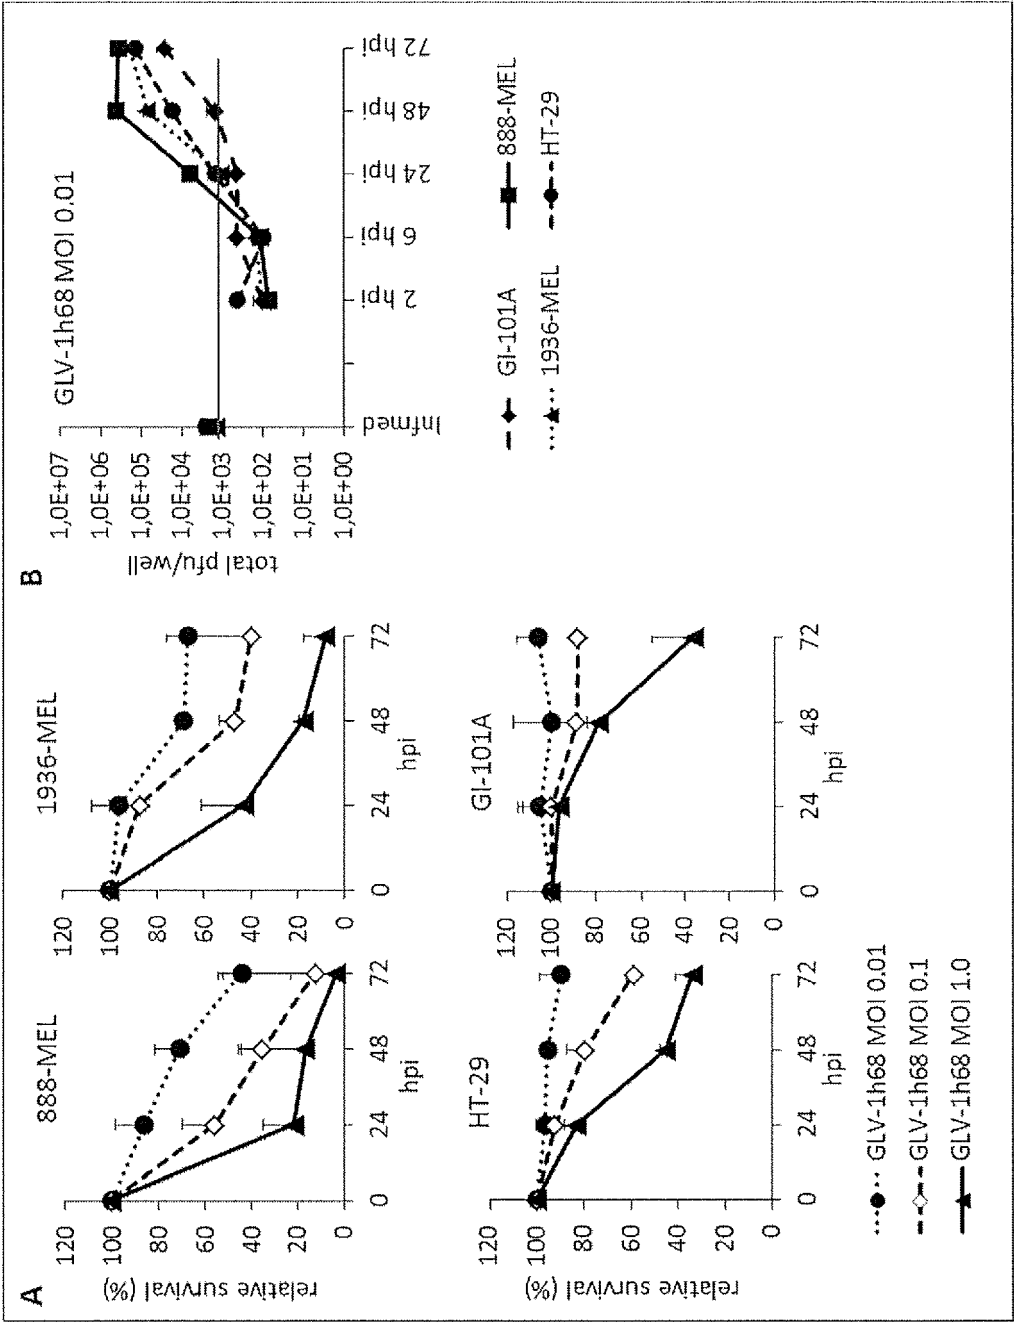 A
888-MEL
relative survival (%)
120
100
80
60
40
20
0
0
24
48
72
hpi
1936-MEL
120
100
80
60
40
20
0
0
24
48
72
hpi
HT-29
relative survival (%)
120
100
80
60
40
20
0
0
24
48
72
hpi
GI-101A
120
100
80
60
40
20
0
0
24
48
72
hpi
GLV-1h68 MOI 0.01
GLV-1h68 MOI 0.1
GLV-1h68 MOI 1.0
B
GLV-1h68 MOI 0.01
total pfu/well
1,0E+07
1,0E+06
1,0E+05
1,0E+04
1,0E+03
1,0E+02
1,0E+01
1,0E+00
Infmed
2 hpi
6 hpi
24 hpi
48 hpi
72 hpi
GI-101A
888-MEL
1936-MEL
HT-29